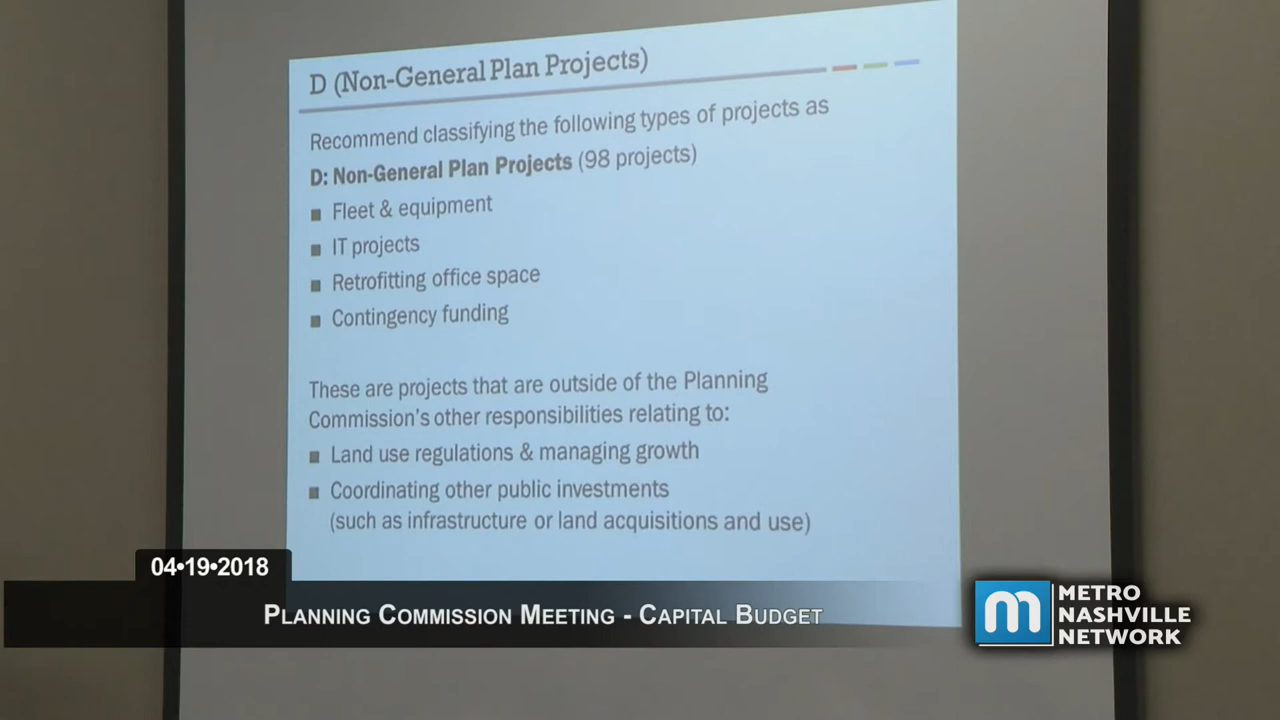 D (Non-General Plan Projects)
Recommend classifying the following types of projects as
D: Non-General Plan Projects (98 projects)
Fleet & equipment
IT projects
Retrofitting office space
Contingency funding
These are projects that are outside of the Planning
Commission's other responsibilities relating to:
Land use regulations & managing growth
Coordinating other public investments
(such as infrastructure or land acquisitions and use)
04•19•2018
PLANNING COMMISSION MEETING - CAPITAL BUDGET
m
METRO
NASHVILLE
NETWORK